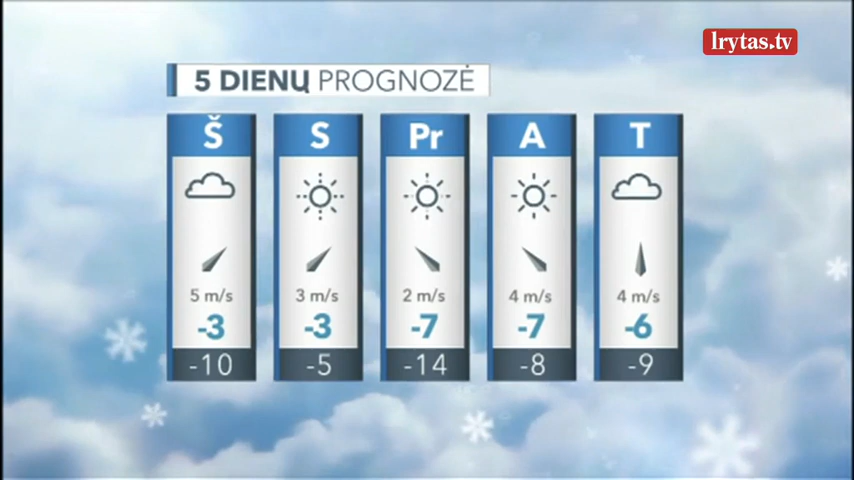 lrytas.tv
5 DIENŲ PROGNOZĖ
Š S Pr A T
5 m/s 3 m/s 2 m/s 4 m/s 4 m/s
-3 -3 -7 -7 -6
-10 -5 -14 -8 -9